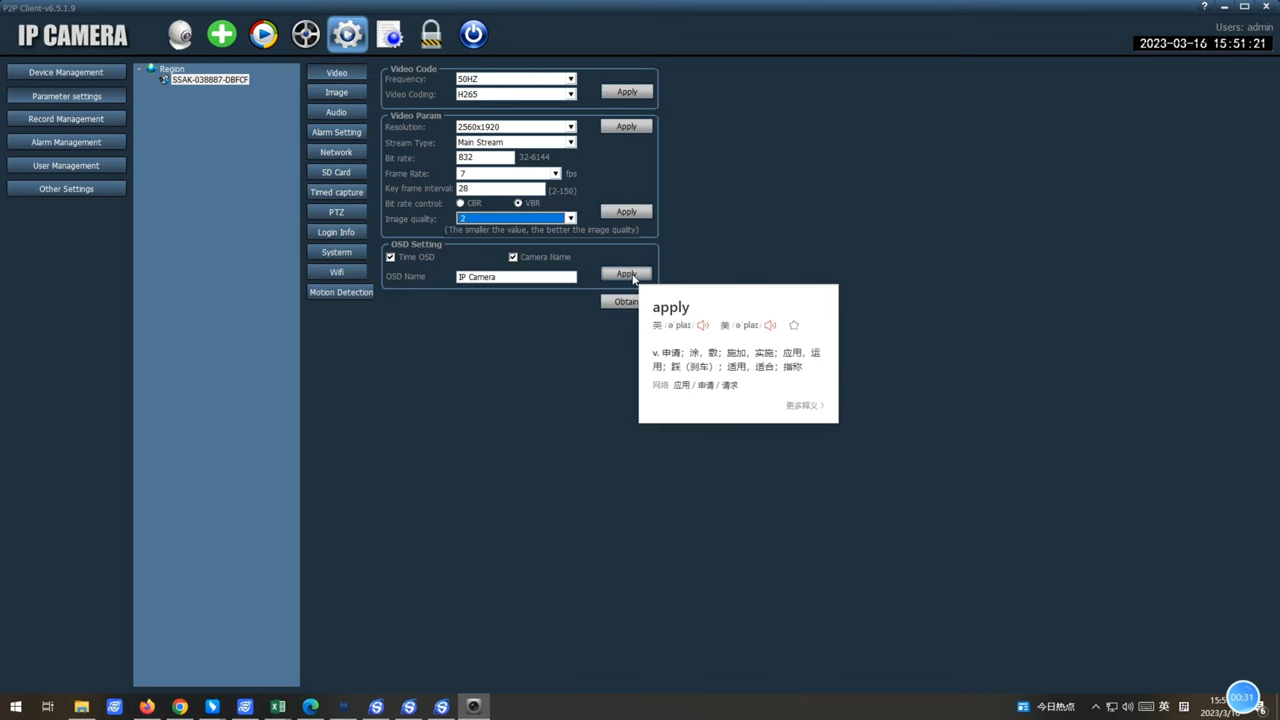 P2P Client-v6.5.1.9
IP CAMERA
Users: admin
2023-03-16 15:51:21
Device Management
Parameter settings
Record Management
Alarm Management
User Management
Other Settings
Region
SSAK-038887-DBFCF
Video
Image
Audio
Alarm Setting
Network
SD Card
Timed capture
PTZ
Login Info
Systerm
Wifi
Motion Detection
Video Code
Frequency: 50HZ
Video Coding: H265 Apply
Video Param
Resolution: 2560x1920 Apply
Stream Type: Main Stream
Bit rate: 832 32-6144
Frame Rate: 7 fps
Key frame interval: 28 (2-150)
Bit rate control: CBR VBR
Image quality: 2 Apply
(The smaller the value, the better the image quality)
OSD Setting
Time OSD Camera Name
OSD Name IP Camera Apply
Obtain
apply
英 /əˈplaɪ/ 美 /əˈplaɪ/
v. 申请；涂，敷；施加，实施；应用，运
用；踩（刹车）；适用，适合；指称
网络 应用 / 申请 / 请求
更多释义 >
今日热点
英
拼
15:5
2023/3/16
00:31